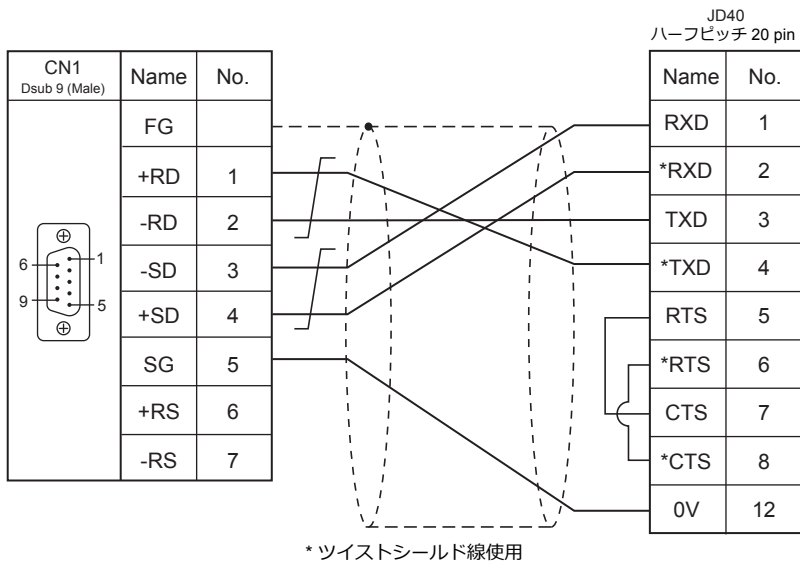 JD40
ハーフピッチ 20 pin
CN1
Dsub 9 (Male)
Name No.
FG
+RD 1
-RD 2
-SD 3
+SD 4
SG 5
+RS 6
-RS 7
6
1
9
5
Name No.
RXD 1
*RXD 2
TXD 3
*TXD 4
RTS 5
*RTS 6
CTS 7
*CTS 8
0V 12
* ツイストシールド線使用